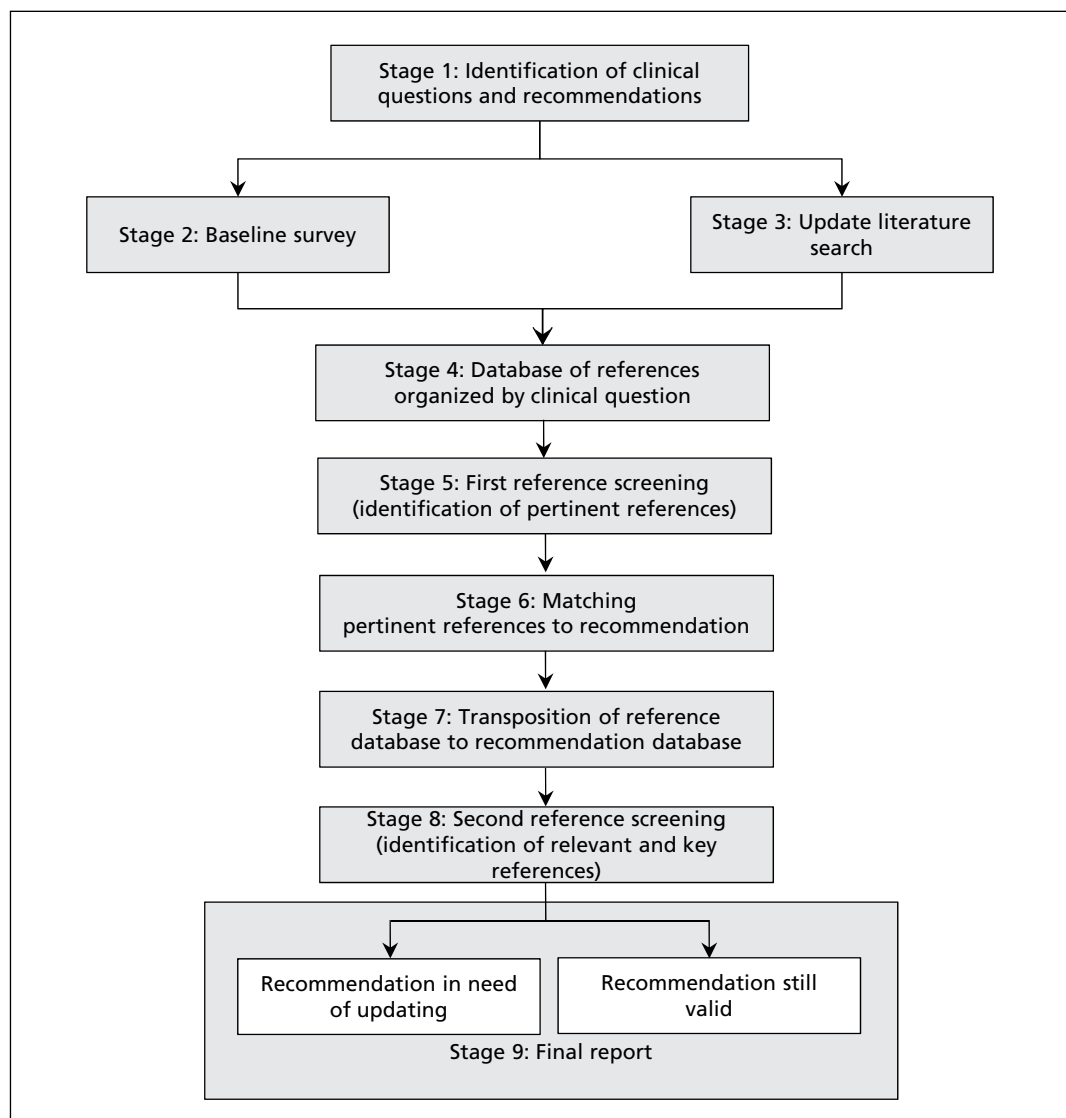 Stage 1: Identification of clinical
questions and recommendations
Stage 2: Baseline survey
Stage 3: Update literature
search
Stage 4: Database of references
organized by clinical question
Stage 5: First reference screening
(identification of pertinent references)
Stage 6: Matching
pertinent references to recommendation
Stage 7: Transposition of reference
database to recommendation database
Stage 8: Second reference screening
(identification of relevant and key
references)
Recommendation in need
of updating
Recommendation still
valid
Stage 9: Final report